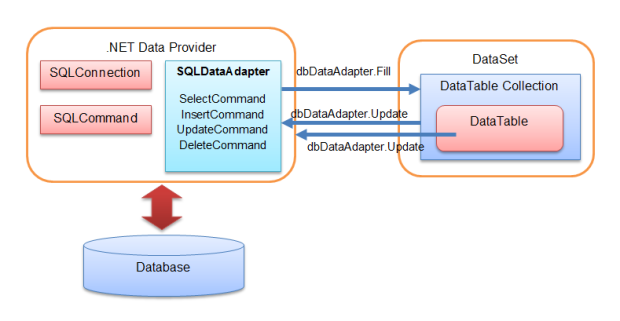 .NET Data Provider
SQLConnection
SQLCommand
SQLDataAdapter
SelectCommand
InsertCommand
UpdateCommand
DeleteCommand
dbDataAdapter.Fill
dbDataAdapter.Update
dbDataAdapter.Update
DataSet
DataTable Collection
DataTable
Database